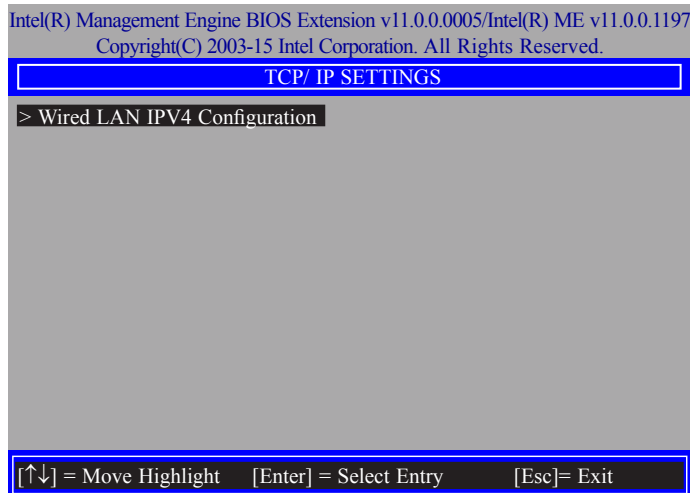 Intel(R) Management Engine BIOS Extension v11.0.0.0005/Intel(R) ME v11.0.0.1197
Copyright(C) 2003-15 Intel Corporation. All Rights Reserved.
TCP/ IP SETTINGS
> Wired LAN IPV4 Configuration
[↑↓] = Move Highlight [Enter] = Select Entry [Esc]= Exit